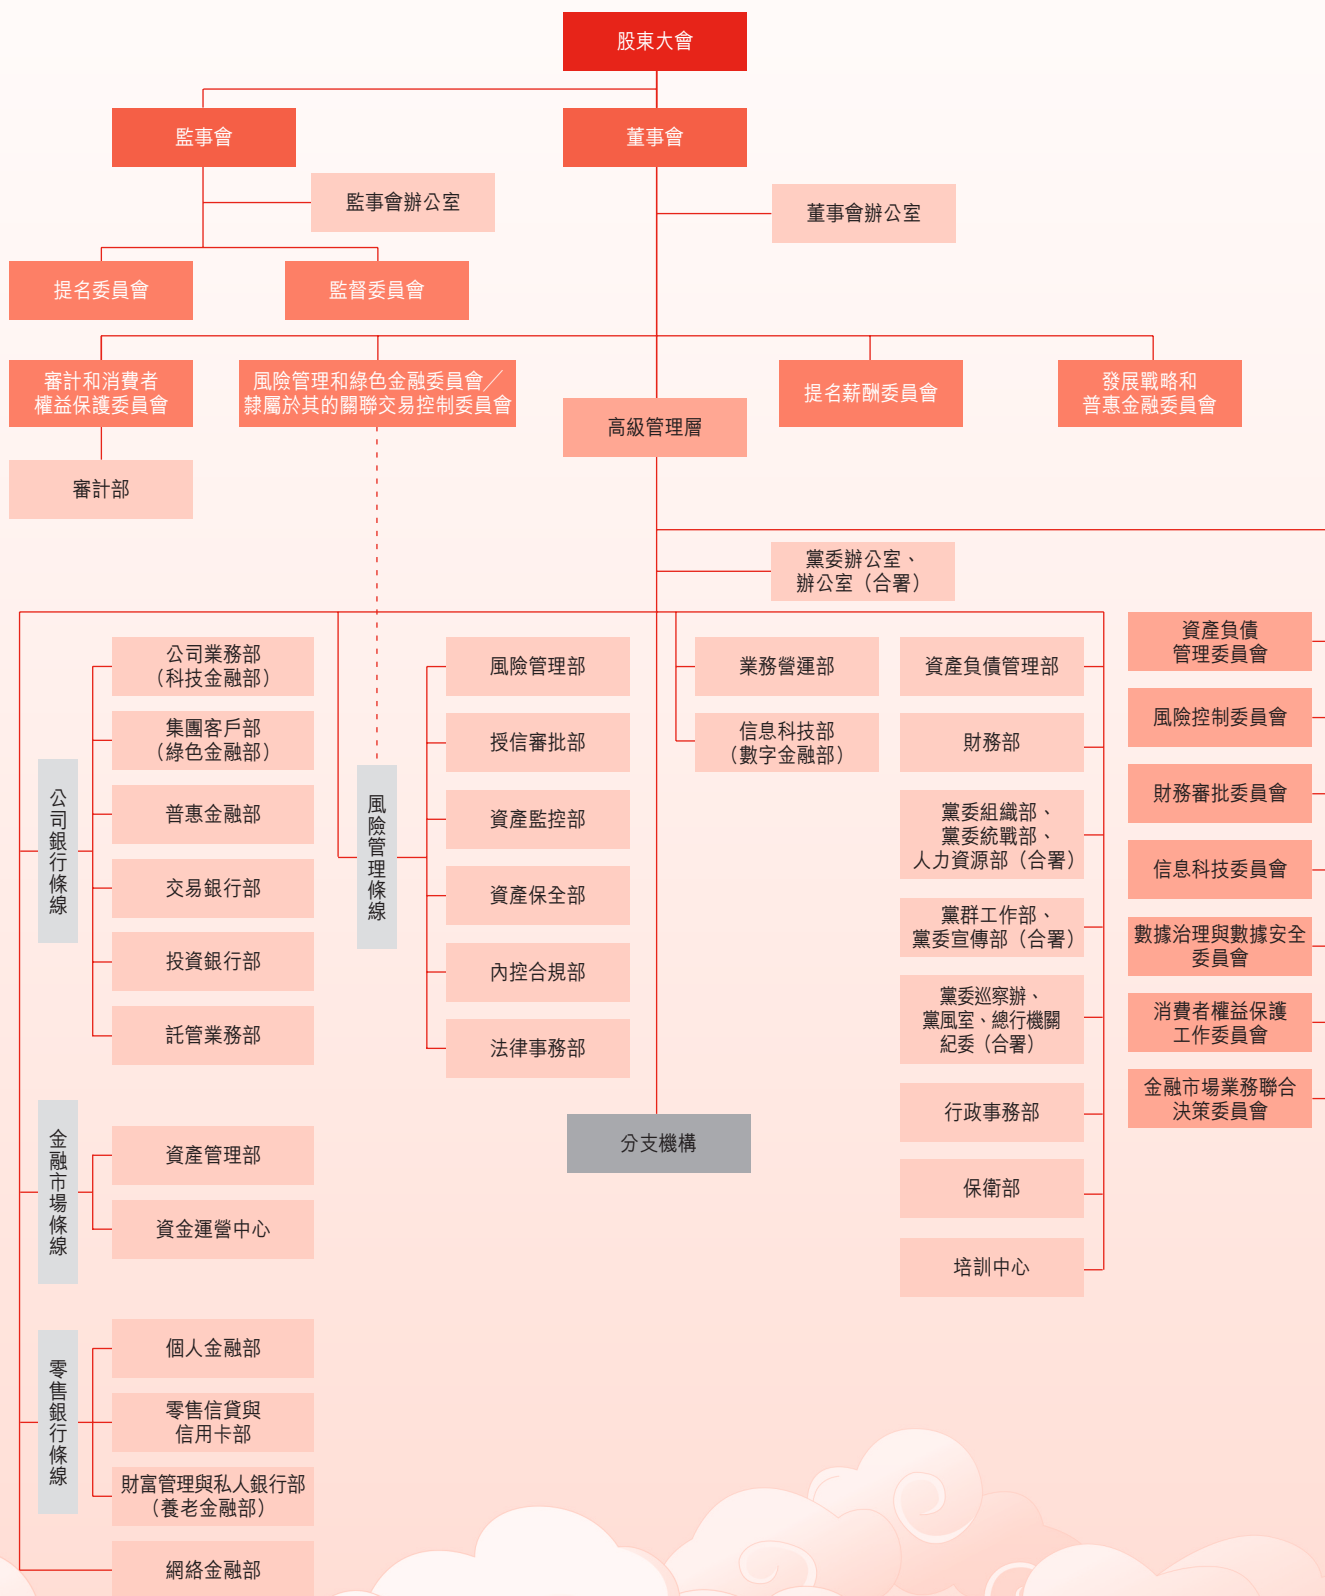 股東大會
監事會
董事會
監事會辦公室
董事會辦公室
提名委員會
監督委員會
審計和消費者
權益保護委員會
風險管理和綠色金融委員會／
隸屬於其的關聯交易控制委員會
高級管理層
提名薪酬委員會
發展戰略和
普惠金融委員會
審計部
黨委辦公室、
辦公室（合署）
公司銀行條線
公司業務部
（科技金融部）
集團客戶部
（綠色金融部）
普惠金融部
交易銀行部
投資銀行部
託管業務部
金融市場條線
資產管理部
資金運營中心
零售銀行條線
個人金融部
零售信貸與
信用卡部
財富管理與私人銀行部
（養老金融部）
網絡金融部
風險管理條線
風險管理部
授信審批部
資產監控部
資產保全部
內控合規部
法律事務部
分支機構
業務營運部
信息科技部
（數字金融部）
資產負債管理部
財務部
黨委組織部、
黨委統戰部、
人力資源部（合署）
黨群工作部、
黨委宣傳部（合署）
黨委巡察辦、
黨風室、總行機關
紀委（合署）
行政事務部
保衛部
培訓中心
資產負債
管理委員會
風險控制委員會
財務審批委員會
信息科技委員會
數據治理與數據安全
委員會
消費者權益保護
工作委員會
金融市場業務聯合
決策委員會